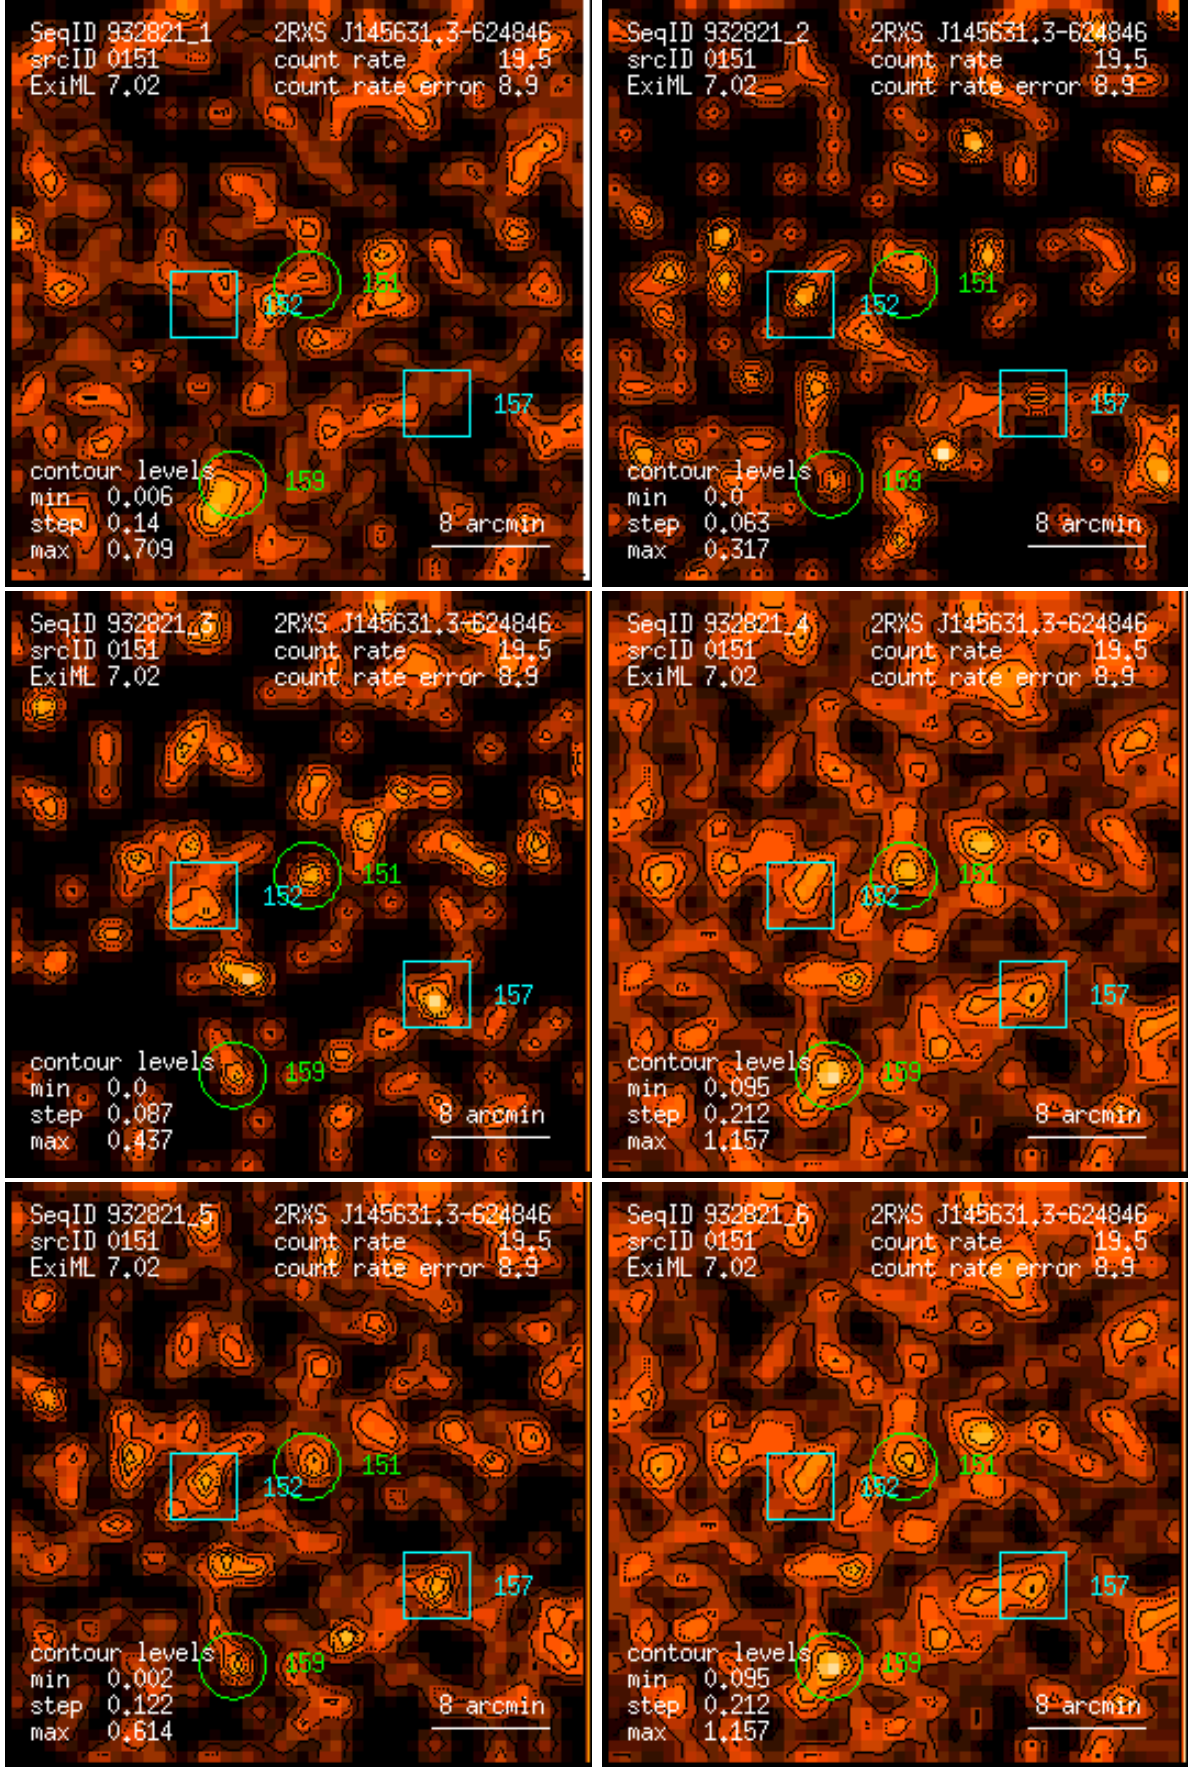 SeqID 932821_1 2RXS J145631.3-624846
srcID 0151 count rate 19.5
ExiML 7.02 count rate error 8.9
151
152
157
159
contour levels
min 0.006
step 0.14
max 0.709
8 arcmin
SeqID 932821_2 2RXS J145631.3-624846
srcID 0151 count rate 19.5
ExiML 7.02 count rate error 8.9
151
152
157
159
contour levels
min 0.0
step 0.063
max 0.317
8 arcmin
SeqID 932821_3 2RXS J145631.3-624846
srcID 0151 count rate 19.5
ExiML 7.02 count rate error 8.9
151
152
157
159
contour levels
min 0.0
step 0.087
max 0.437
8 arcmin
SeqID 932821_4 2RXS J145631.3-624846
srcID 0151 count rate 19.5
ExiML 7.02 count rate error 8.9
151
152
157
159
contour levels
min 0.095
step 0.212
max 1.157
8 arcmin
SeqID 932821_5 2RXS J145631.3-624846
srcID 0151 count rate 19.5
ExiML 7.02 count rate error 8.9
151
152
157
159
contour levels
min 0.002
step 0.122
max 0.614
8 arcmin
SeqID 932821_6 2RXS J145631.3-624846
srcID 0151 count rate 19.5
ExiML 7.02 count rate error 8.9
151
152
157
159
contour levels
min 0.095
step 0.212
max 1.157
8 arcmin